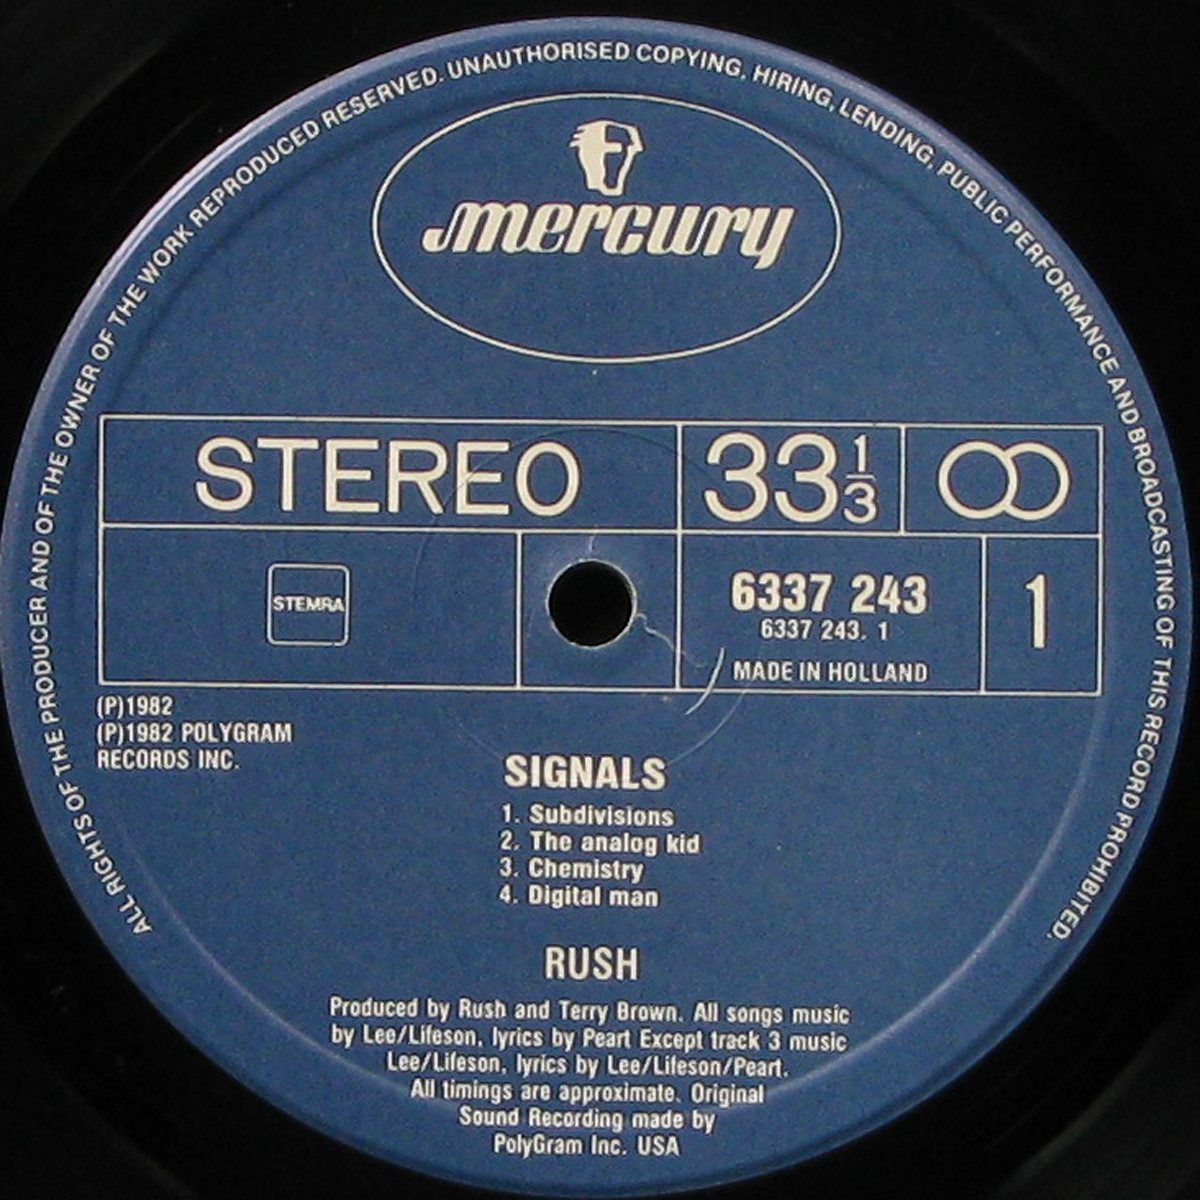 ALL RIGHTS OF THE PRODUCER AND OF THE OWNER OF THE WORK REPRODUCED RESERVED. UNAUTHORISED COPYING, HIRING, LENDING, PUBLIC PERFORMANCE AND BROADCASTING OF THIS RECORD PROHIBITED.
mercury
STEREO
33 1/3
STEMRA
6337 243
6337 243. 1
MADE IN HOLLAND
1
(P)1982
(P)1982 POLYGRAM
RECORDS INC.
SIGNALS
1. Subdivisions
2. The analog kid
3. Chemistry
4. Digital man
RUSH
Produced by Rush and Terry Brown. All songs music
by Lee/Lifeson, lyrics by Peart Except track 3 music
Lee/Lifeson, lyrics by Lee/Lifeson/Peart.
All timings are approximate. Original
Sound Recording made by
PolyGram Inc. USA